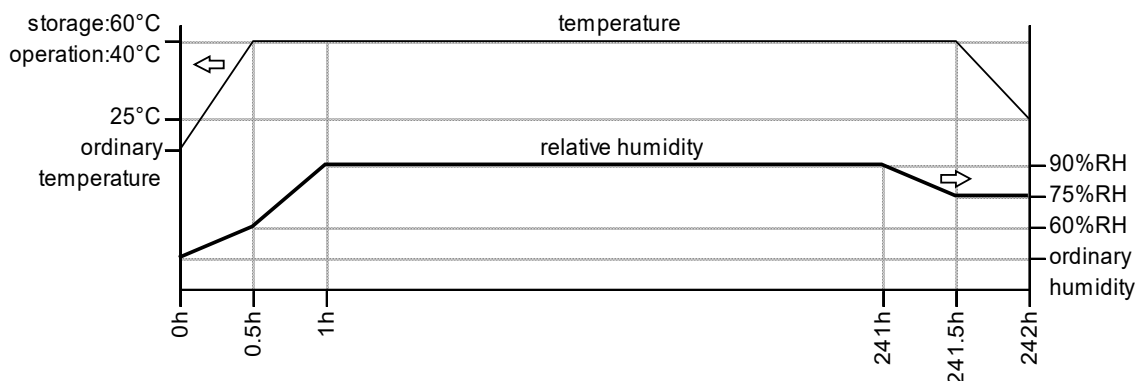 storage:60°C
operation:40°C
temperature
25°C
ordinary
temperature
relative humidity
90%RH
75%RH
60%RH
ordinary
humidity
0h
0.5h
1h
241h
241.5h
242h